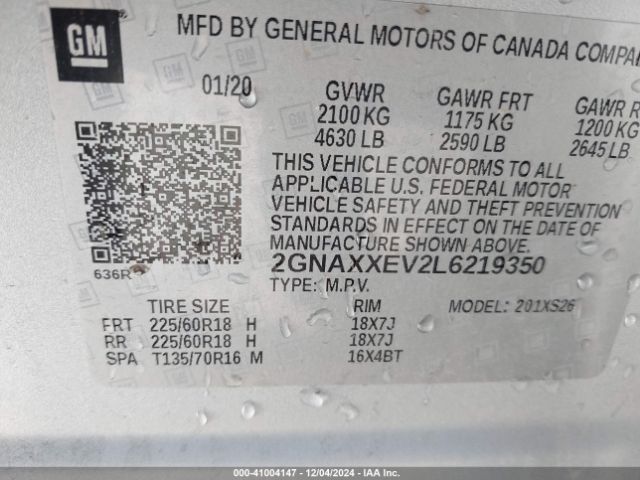 GM
MFD BY GENERAL MOTORS OF CANADA COMPAN
01/20
GVWR GAWR FRT GAWR R
2100 KG 1175 KG 1200 KG
4630 LB 2590 LB 2645 LB
THIS VEHICLE CONFORMS TO ALL
APPLICABLE U.S. FEDERAL MOTOR
VEHICLE SAFETY AND THEFT PREVENTION
STANDARDS IN EFFECT ON THE DATE
OF MANUFACTURE SHOWN ABOVE.
636R
2GNAXXEV2L6219350
TYPE: M.P.V. MODEL: 201XS26
TIRE SIZE RIM
FRT 225/60R18 H 18X7J
RR 225/60R18 H 18X7J
SPA T135/70R16 M 16X4BT
000-41004147 - 12/04/2024 - IAA Inc.